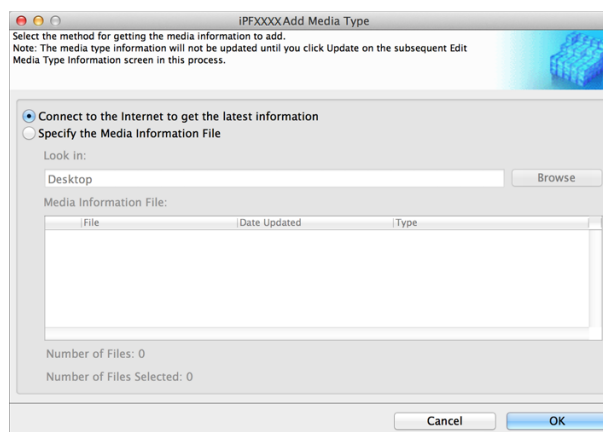 iPFXXXX Add Media Type
Select the method for getting the media information to add.
Note: The media type information will not be updated until you click Update on the subsequent Edit
Media Type Information screen in this process.
Connect to the Internet to get the latest information
Specify the Media Information File
Look in:
Desktop
Browse
Media Information File:
File Date Updated Type
Number of Files: 0
Number of Files Selected: 0
Cancel OK